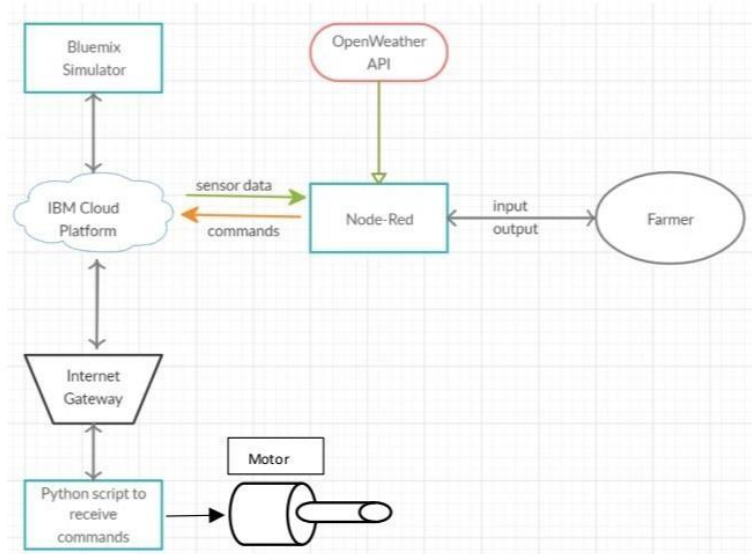 Bluemix
Simulator
OpenWeather
API
IBM Cloud
Platform
sensor data
commands
Node-Red
input
output
Farmer
Internet
Gateway
Motor
Python script to
receive
commands